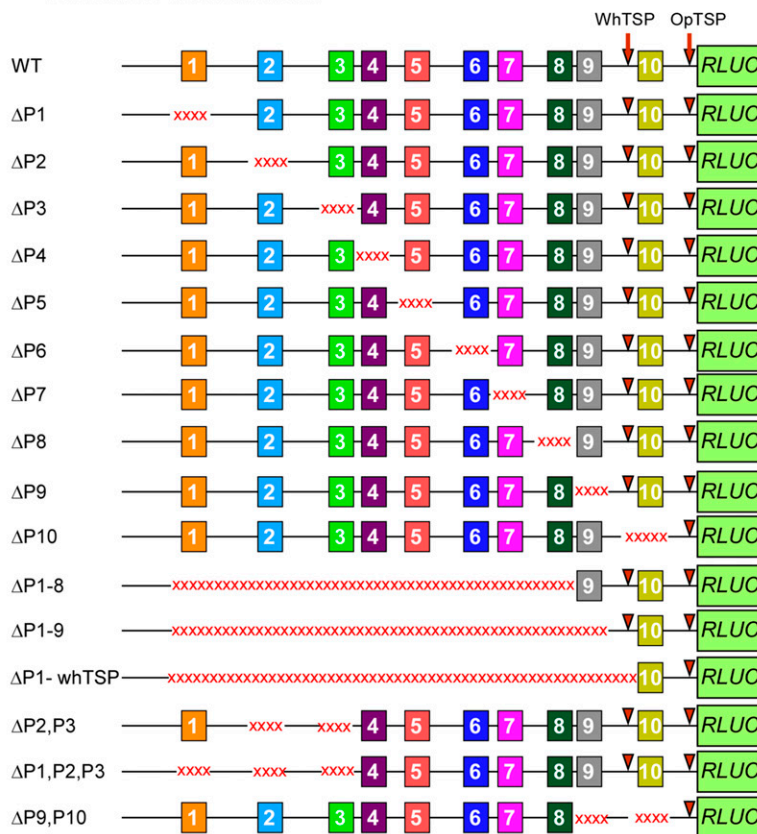 WhTSP OpTSP
WT 1 2 3 4 5 6 7 8 9 10 RLUC
ΔP1 xxxx 2 3 4 5 6 7 8 9 10 RLUC
ΔP2 1 xxxx 3 4 5 6 7 8 9 10 RLUC
ΔP3 1 2 xxxx 4 5 6 7 8 9 10 RLUC
ΔP4 1 2 3 xxxx 5 6 7 8 9 10 RLUC
ΔP5 1 2 3 4 xxxx 6 7 8 9 10 RLUC
ΔP6 1 2 3 4 5 xxxx 7 8 9 10 RLUC
ΔP7 1 2 3 4 5 6 xxxx 8 9 10 RLUC
ΔP8 1 2 3 4 5 6 7 xxxx 9 10 RLUC
ΔP9 1 2 3 4 5 6 7 8 xxxx 10 RLUC
ΔP10 1 2 3 4 5 6 7 8 9 xxxxx RLUC
ΔP1-8 xxxxxxxxxxxxxxxxxxxxxxxxxxxxxxxxxxxxxxxxxxxxxxxxxxxxxxxxx 9 10 RLUC
ΔP1-9 xxxxxxxxxxxxxxxxxxxxxxxxxxxxxxxxxxxxxxxxxxxxxxxxxxxxxxxxxxxxxx 10 RLUC
ΔP1- whTSP xxxxxxxxxxxxxxxxxxxxxxxxxxxxxxxxxxxxxxxxxxxxxxxxxxxxxxxxxxxxxxxxxx 10 RLUC
ΔP2,P3 1 xxxx xxxx 4 5 6 7 8 9 10 RLUC
ΔP1,P2,P3 xxxx xxxx xxxx 4 5 6 7 8 9 10 RLUC
ΔP9,P10 1 2 3 4 5 6 7 8 xxxx xxxx RLUC